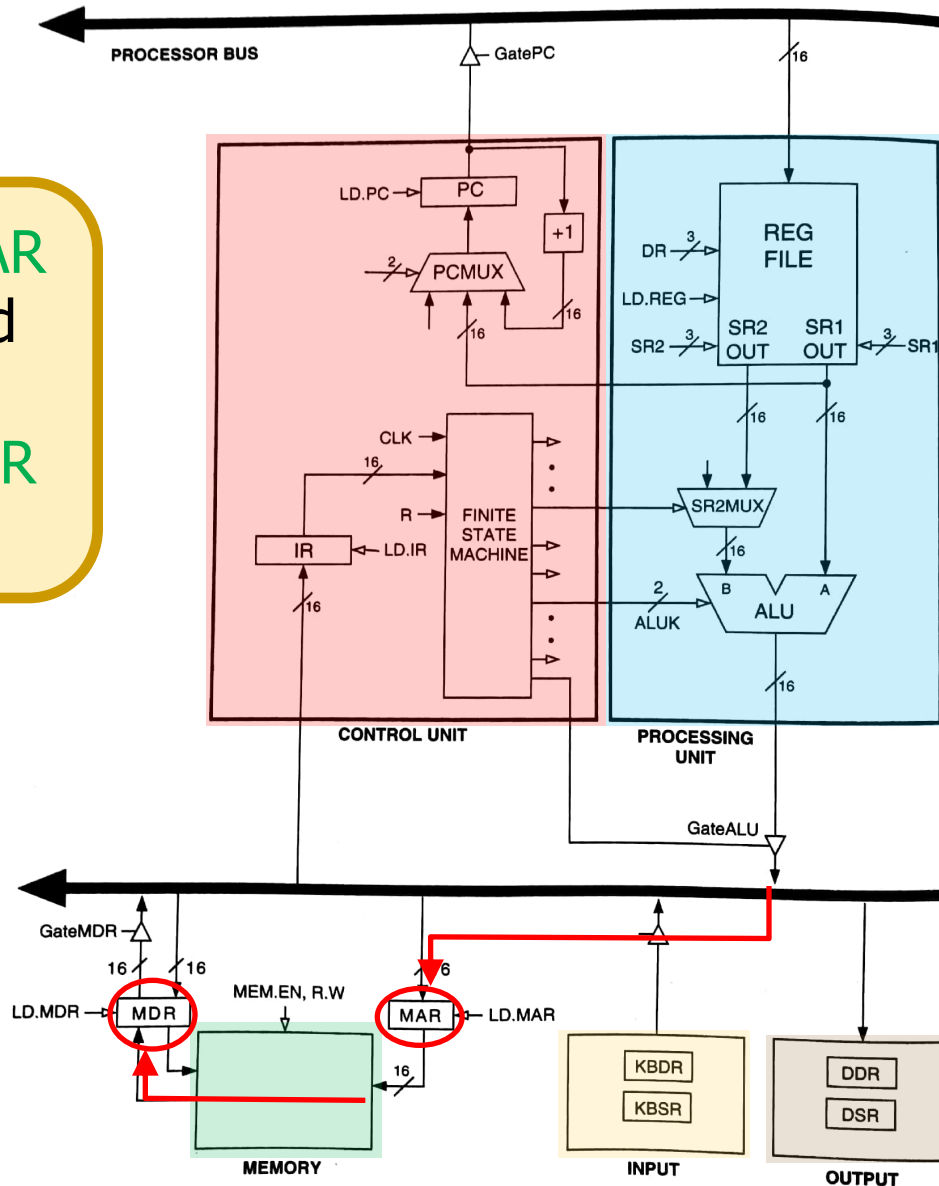 PROCESSOR BUS
GatePC
16
AR
d
R
LD.PC
PC
+1
2
PCMUX
16
16
REG
FILE
DR
3
LD.REG
SR2
3
SR2
OUT
SR1
OUT
3
SR1
16
16
CLK
16
R
FINITE
STATE
MACHINE
IR
LD.IR
16
SR2MUX
16
B
A
ALU
2
ALUK
16
CONTROL UNIT
PROCESSING
UNIT
GateALU
GateMDR
16
16
6
LD.MDR
MDR
MEM.EN, R.W
MAR
LD.MAR
16
KBDR
KBSR
DDR
DSR
MEMORY
INPUT
OUTPUT